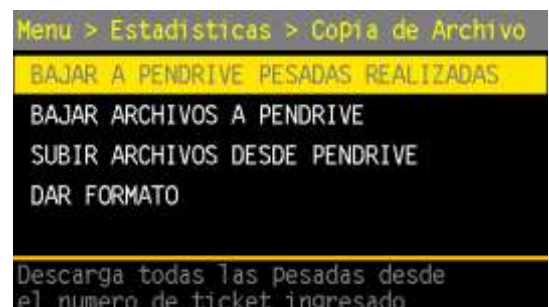 Menu > Estadisticas > Copia de Archivo
BAJAR A PENDRIVE PESADAS REALIZADAS
BAJAR ARCHIVOS A PENDRIVE
SUBIR ARCHIVOS DESDE PENDRIVE
DAR FORMATO
Descarga todas las pesadas desde
el numero de ticket ingresado